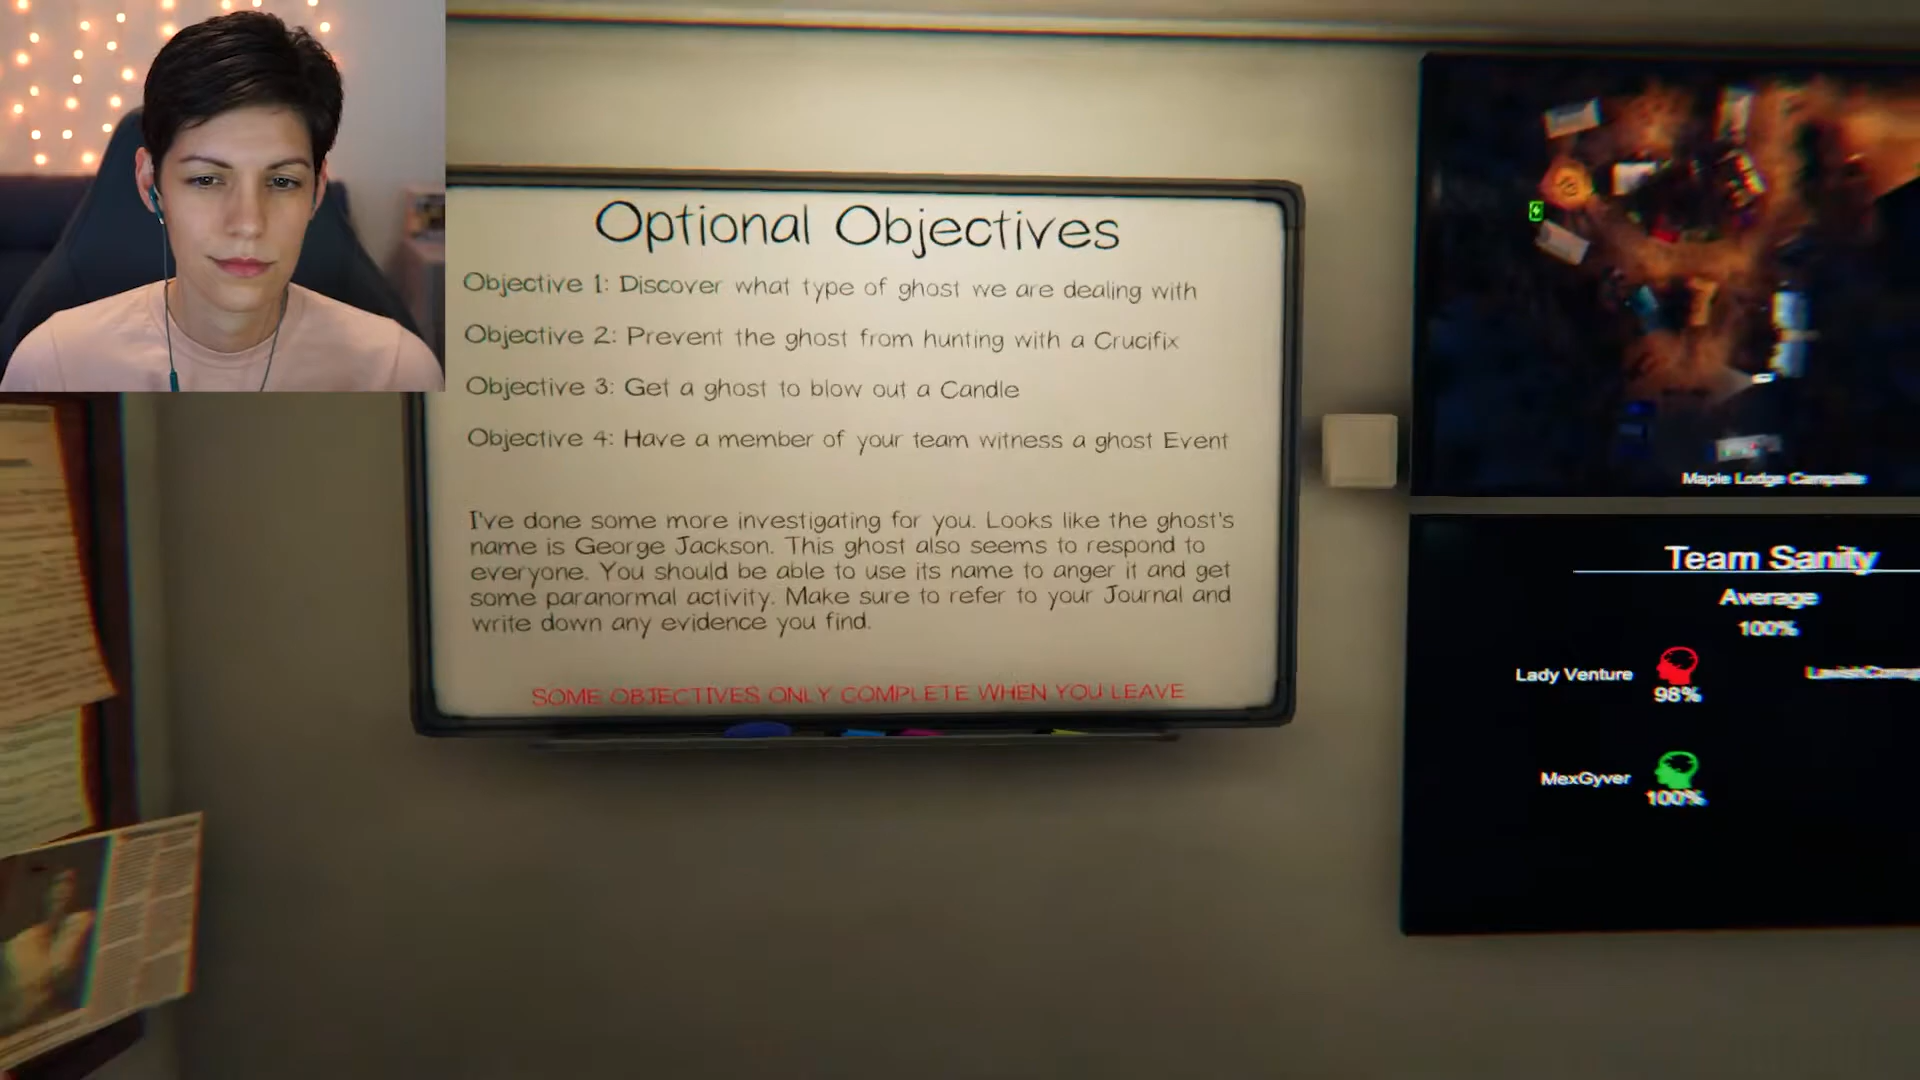 Optional Objectives
Objective 1: Discover what type of ghost we are dealing with
Objective 2: Prevent the ghost from hunting with a Crucifix
Objective 3: Get a ghost to blow out a Candle
Objective 4: Have a member of your team witness a ghost Event
I've done some more investigating for you. Looks like the ghost's
name is George Jackson. This ghost also seems to respond to
everyone. You should be able to use its name to anger it and get
some paranormal activity. Make sure to refer to your Journal and
write down any evidence you find.
SOME OBJECTIVES ONLY COMPLETE WHEN YOU LEAVE
Maple Lodge Campsite
Team Sanity
Average
100%
Lady Venture
98%
MexGyver
100%